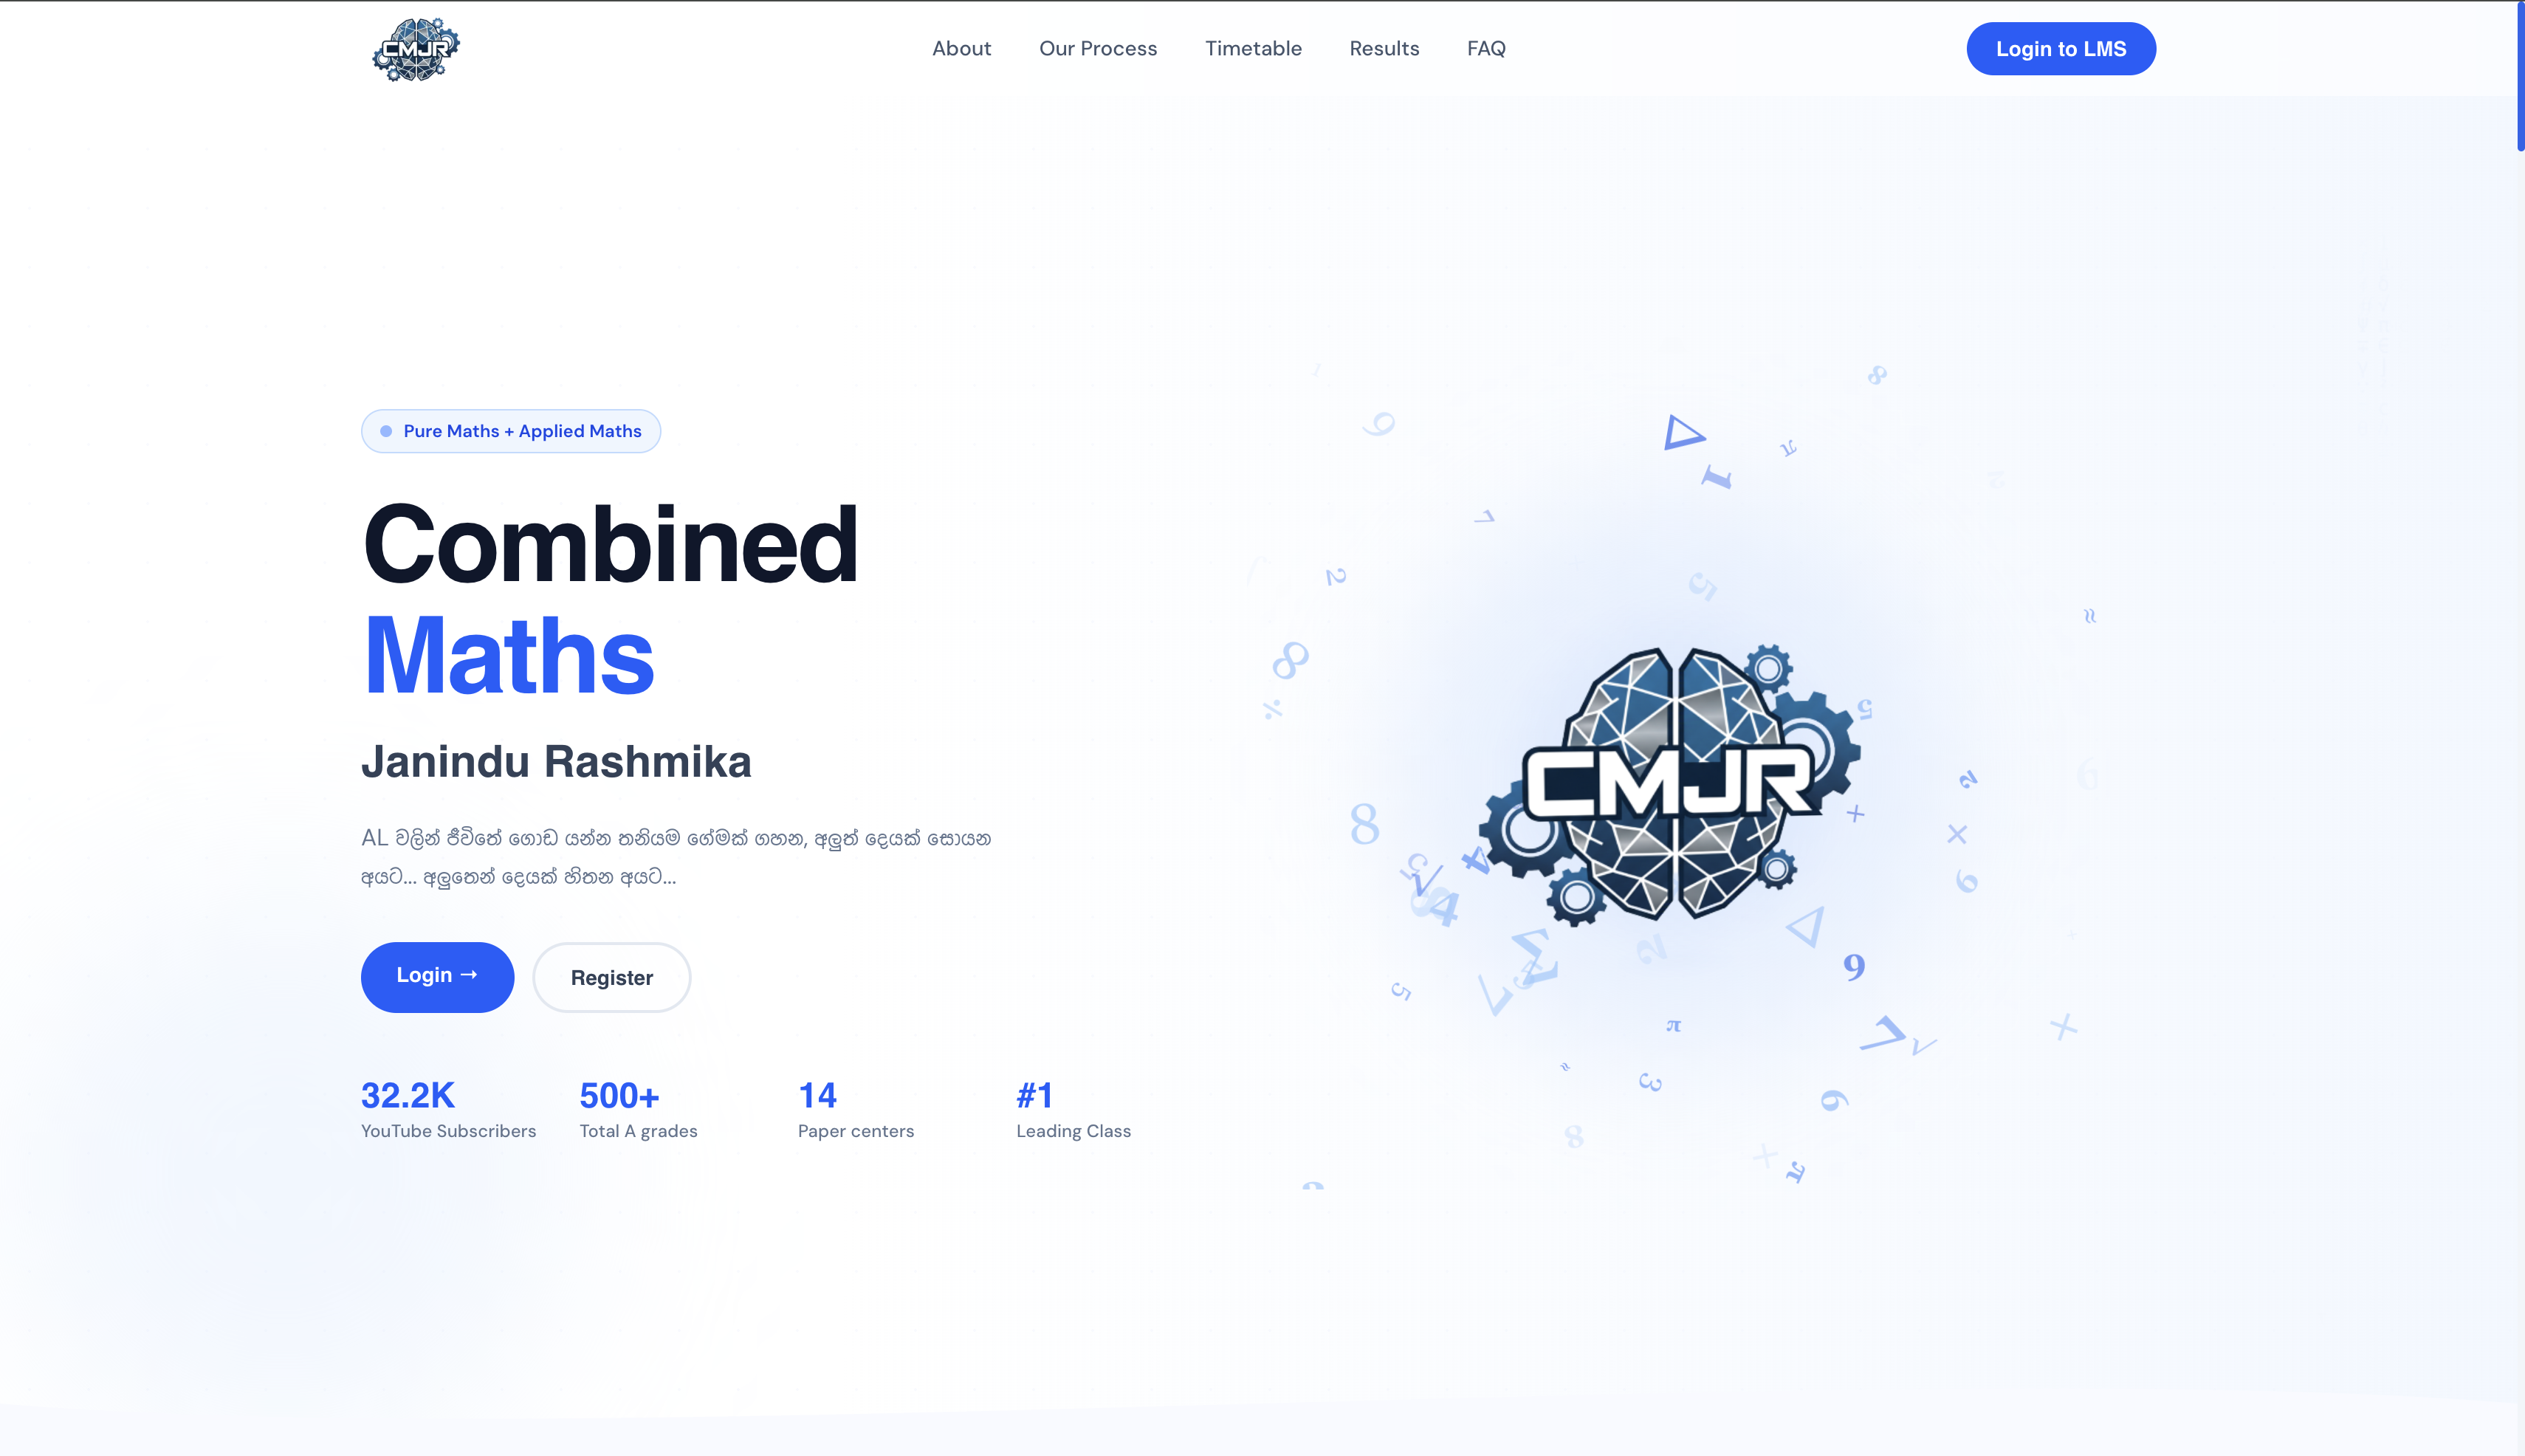 CMJR
About
Our Process
Timetable
Results
FAQ
Login to LMS
Pure Maths + Applied Maths
Combined
Maths
Janindu Rashmika
AL වලින් ජීවිතේ ගොඩ යන්න තනියම ගේමක් ගහන, අලුත් දෙයක් සොයන
අයට... අලුතෙන් දෙයක් හිතන අයට...
Login →
Register
32.2K
YouTube Subscribers
500+
Total A grades
14
Paper centers
#1
Leading Class
CMJR